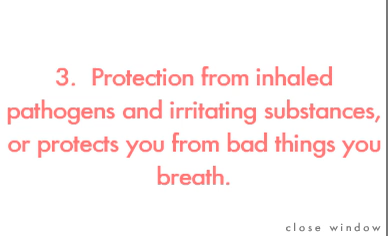 3.  Protection from inhaled
pathogens and irritating substances,
or protects you from bad things you
breath.
close window